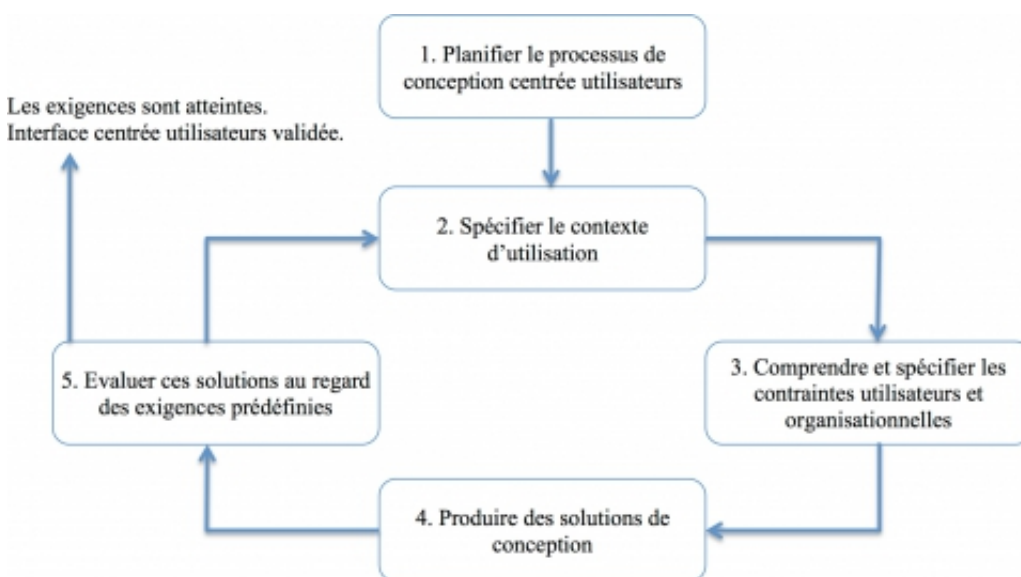 1. Planifier le processus de
conception centrée utilisateurs
Les exigences sont atteintes.
Interface centrée utilisateurs validée.
2. Spécifier le contexte
d’utilisation
5. Evaluer ces solutions au regard
des exigences prédéfinies
3. Comprendre et spécifier les
contraintes utilisateurs et
organisationnelles
4. Produire des solutions de
conception